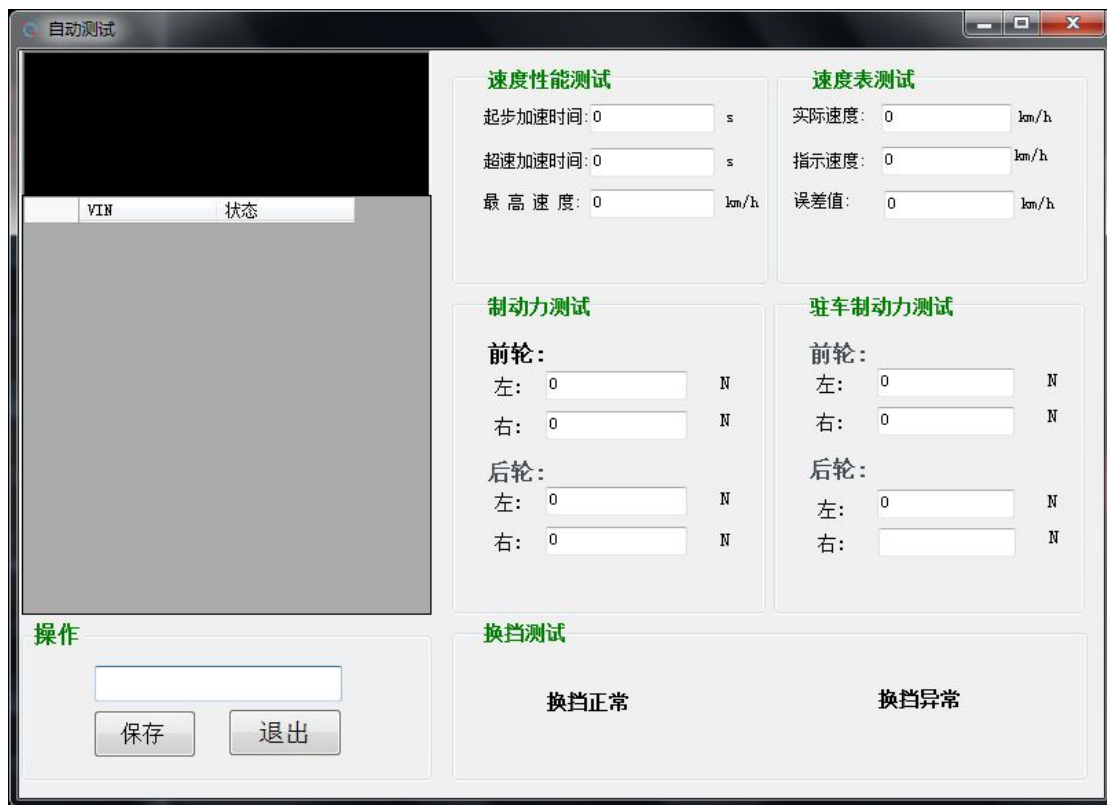 自动测试
VIN 状态
操作
保存 退出
速度性能测试
起步加速时间: 0 s
超速加速时间: 0 s
最 高 速 度: 0 km/h
速度表测试
实际速度: 0 km/h
指示速度: 0 km/h
误差值: 0 km/h
制动力测试
前轮:
左: 0 N
右: 0 N
后轮:
左: 0 N
右: 0 N
驻车制动力测试
前轮:
左: 0 N
右: 0 N
后轮:
左: 0 N
右: N
换挡测试
换挡正常 换挡异常